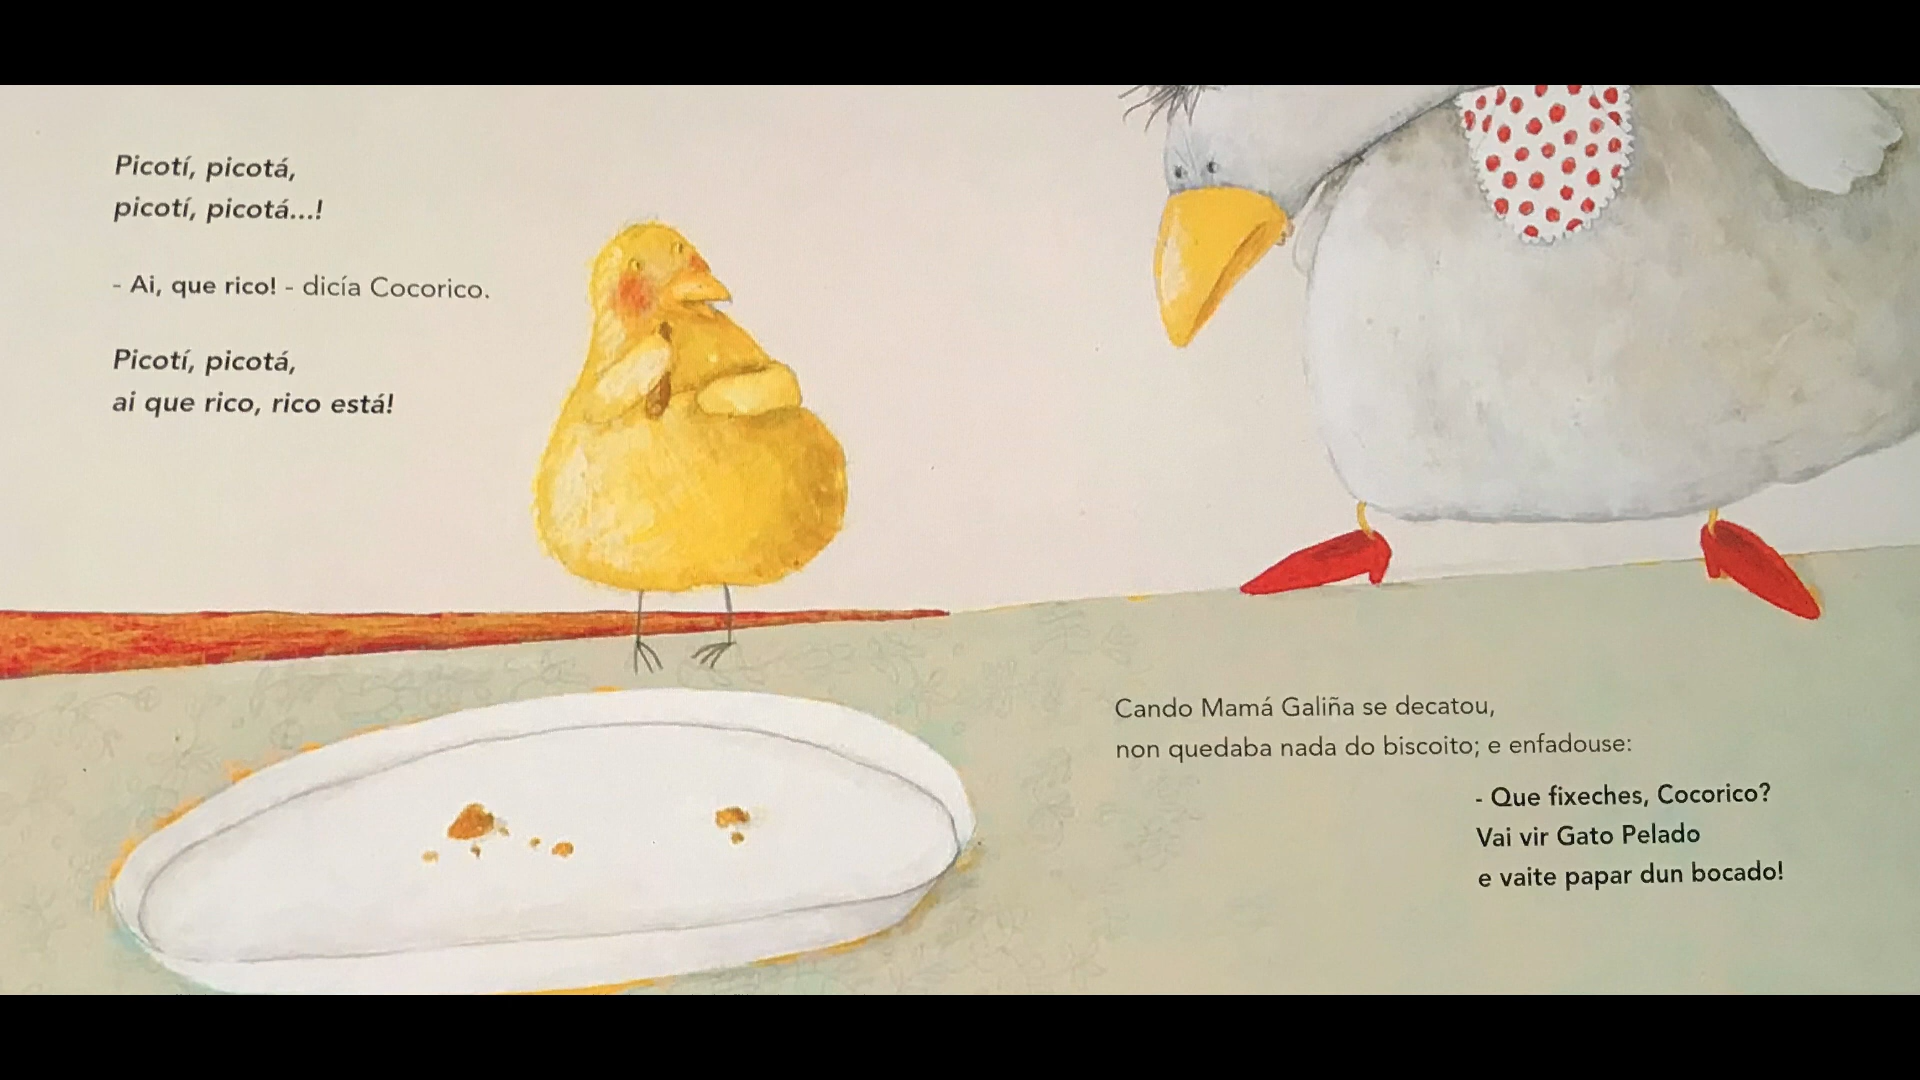 Picotí, picotá,
picotí, picotá...!
- Ai, que rico! - dicía Cocorico.
Picotí, picotá,
ai que rico, rico está!
Cando Mamá Galiña se decatou,
non quedaba nada do biscoito; e enfadouse:
- Que fixeches, Cocorico?
Vai vir Gato Pelado
e vaite papar dun bocado!